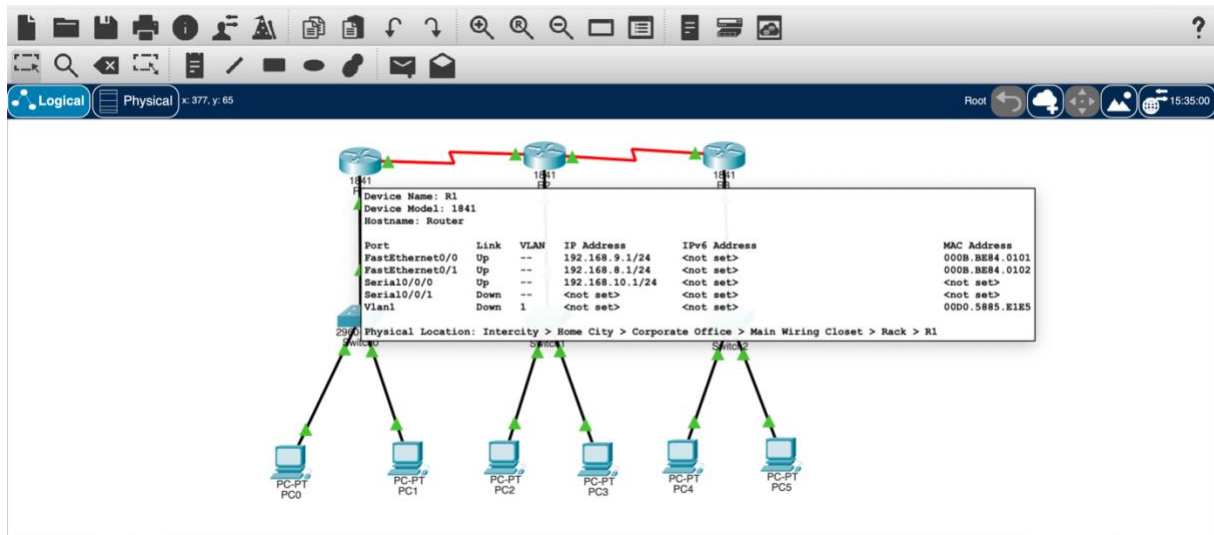 ?
R
Logical
Physical
x: 377, y: 65
Root
15:35:00
1841
1841
R2
1841
R3
Device Name: R1
Device Model: 1841
Hostname: Router
Port Link VLAN IP Address IPv6 Address MAC Address
FastEthernet0/0 Up -- 192.168.9.1/24 <not set> 000B.BE84.0101
FastEthernet0/1 Up -- 192.168.8.1/24 <not set> 000B.BE84.0102
Serial0/0/0 Up -- 192.168.10.1/24 <not set> <not set>
Serial0/0/1 Down -- <not set> <not set> <not set>
Vlan1 Down 1 <not set> <not set> 00D0.5885.E1E5
Physical Location: Intercity > Home City > Corporate Office > Main Wiring Closet > Rack > R1
Switch0
Switch1
Switch2
PC-PT
PC0
PC-PT
PC1
PC-PT
PC2
PC-PT
PC3
PC-PT
PC4
PC-PT
PC5